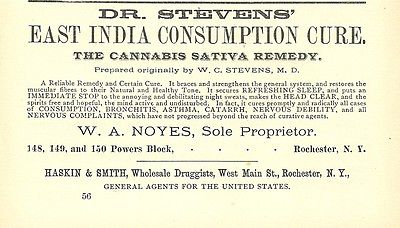 DR. STEVENS'
EAST INDIA CONSUMPTION CURE.
THE CANNABIS SATIVA REMEDY.
Prepared originally by W. C. STEVENS, M. D.
A Reliable Remedy and Certain Cure. It braces and strengthens the general system, and restores the
muscular fibres to their Natural and Healthy Tone. It secures REFRESHING SLEEP, and puts an
IMMEDIATE STOP to the annoying and debilitating night sweats, makes the HEAD CLEAR, and the
spirits free and hopeful, the mind active and undisturbed. In fact, it cures promptly and radically all cases
of CONSUMPTION, BRONCHITIS, ASTHMA, CATARRH, NERVOUS DEBILITY, and all
NERVOUS COMPLAINTS, which have not progressed beyond the reach of curative agents.
W. A. NOYES, Sole Proprietor.
148, 149, and 150 Powers Block, . . . . Rochester, N. Y.
HASKIN & SMITH, Wholesale Druggists, West Main St., Rochester, N. Y.,
GENERAL AGENTS FOR THE UNITED STATES.
56